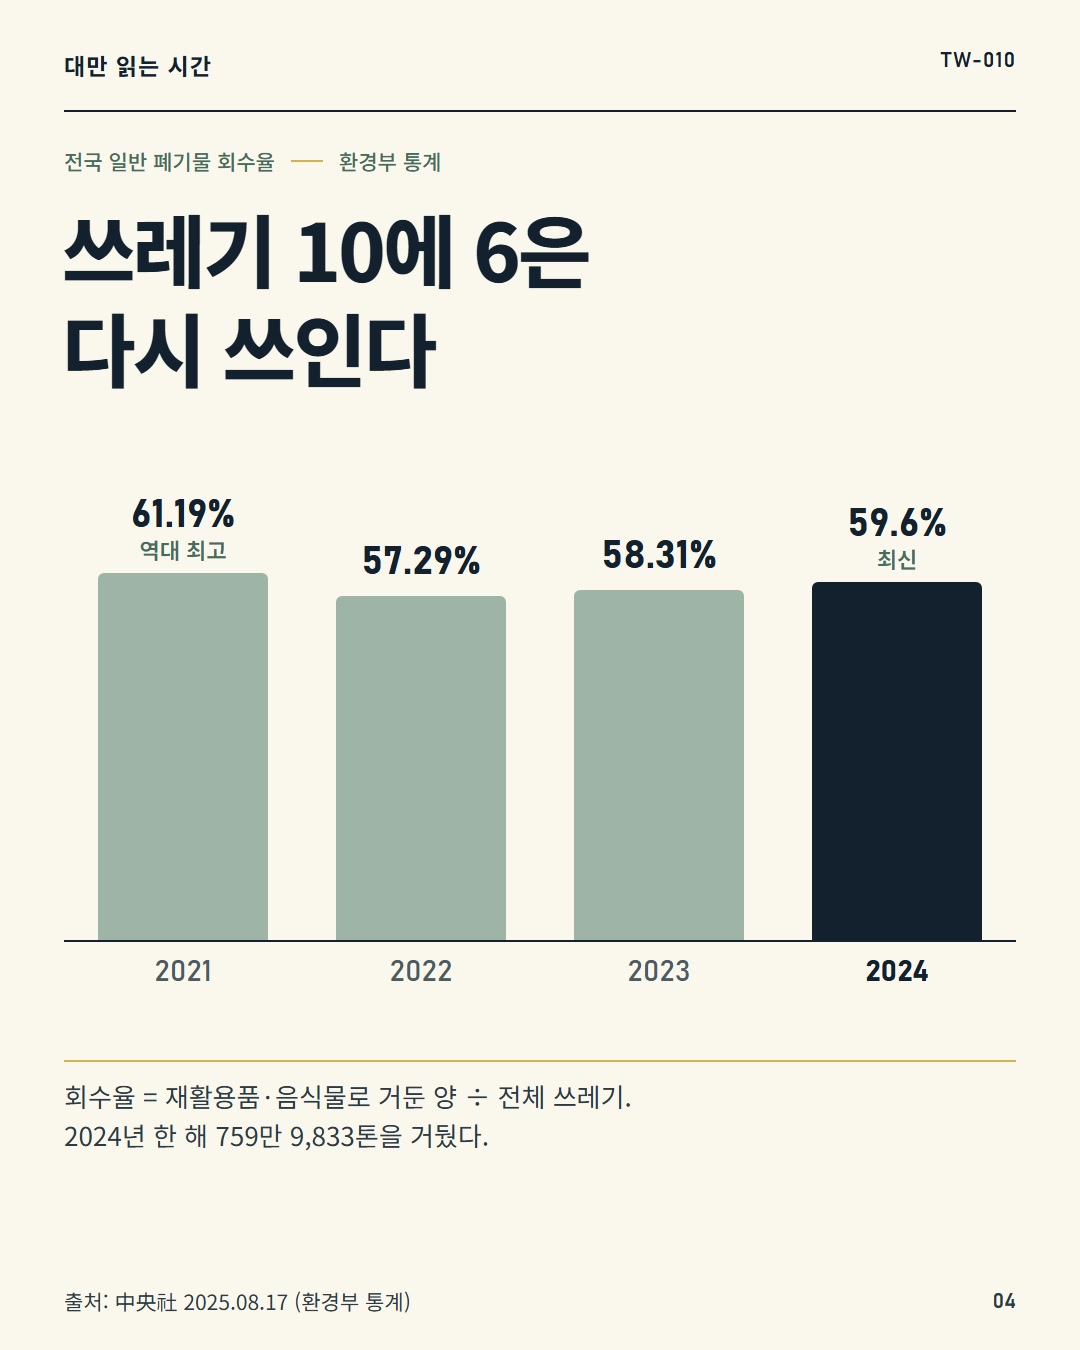 대만 읽는 시간
TW-010
전국 일반 폐기물 회수율 — 환경부 통계
쓰레기 10에 6은
다시 쓰인다
61.19%
역대 최고
57.29%
58.31%
59.6%
최신
2021
2022
2023
2024
회수율 = 재활용품·음식물로 거둔 양 ÷ 전체 쓰레기.
2024년 한 해 759만 9,833톤을 거뒀다.
출처: 中央社 2025.08.17 (환경부 통계)
04